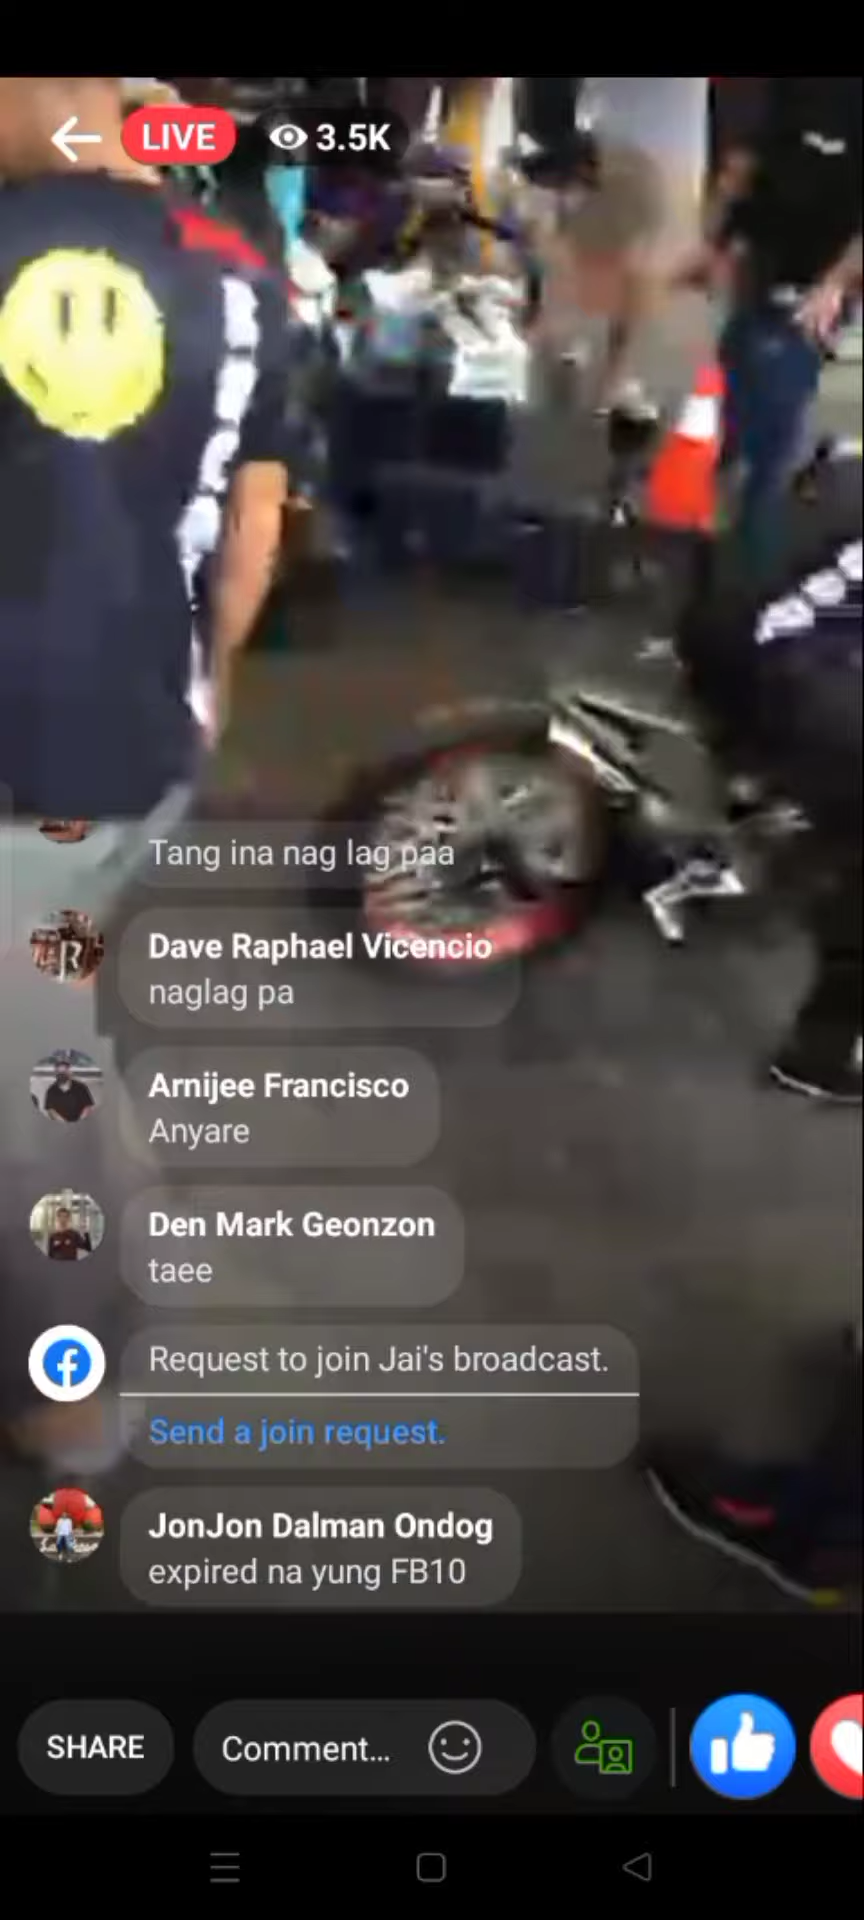 LIVE
3.5K
Tang ina nag lag paa
Dave Raphael Vicencio
naglag pa
Arnijee Francisco
Anyare
Den Mark Geonzon
taee
Request to join Jai's broadcast.
Send a join request.
JonJon Dalman Ondog
expired na yung FB10
SHARE
Comment...